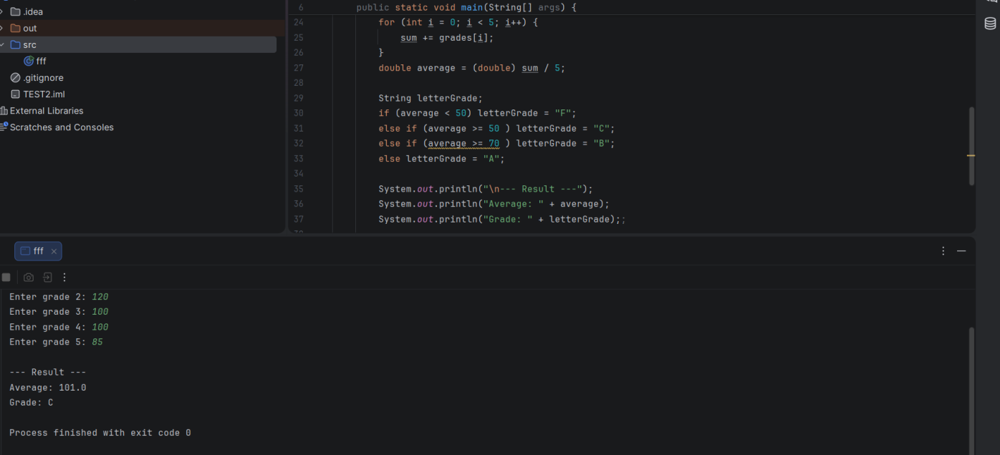 .idea
out
src
fff
.gitignore
TEST2.iml
External Libraries
Scratches and Consoles
6 public static void main(String[] args) {
24 for (int i = 0; i < 5; i++) {
25 sum += grades[i];
26 }
27 double average = (double) sum / 5;
28
29 String letterGrade;
30 if (average < 50) letterGrade = "F";
31 else if (average >= 50 ) letterGrade = "C";
32 else if (average >= 70 ) letterGrade = "B";
33 else letterGrade = "A";
34
35 System.out.println("\n--- Result ---");
36 System.out.println("Average: " + average);
37 System.out.println("Grade: " + letterGrade);;
fff
Enter grade 2: 120
Enter grade 3: 100
Enter grade 4: 100
Enter grade 5: 85
--- Result ---
Average: 101.0
Grade: C
Process finished with exit code 0